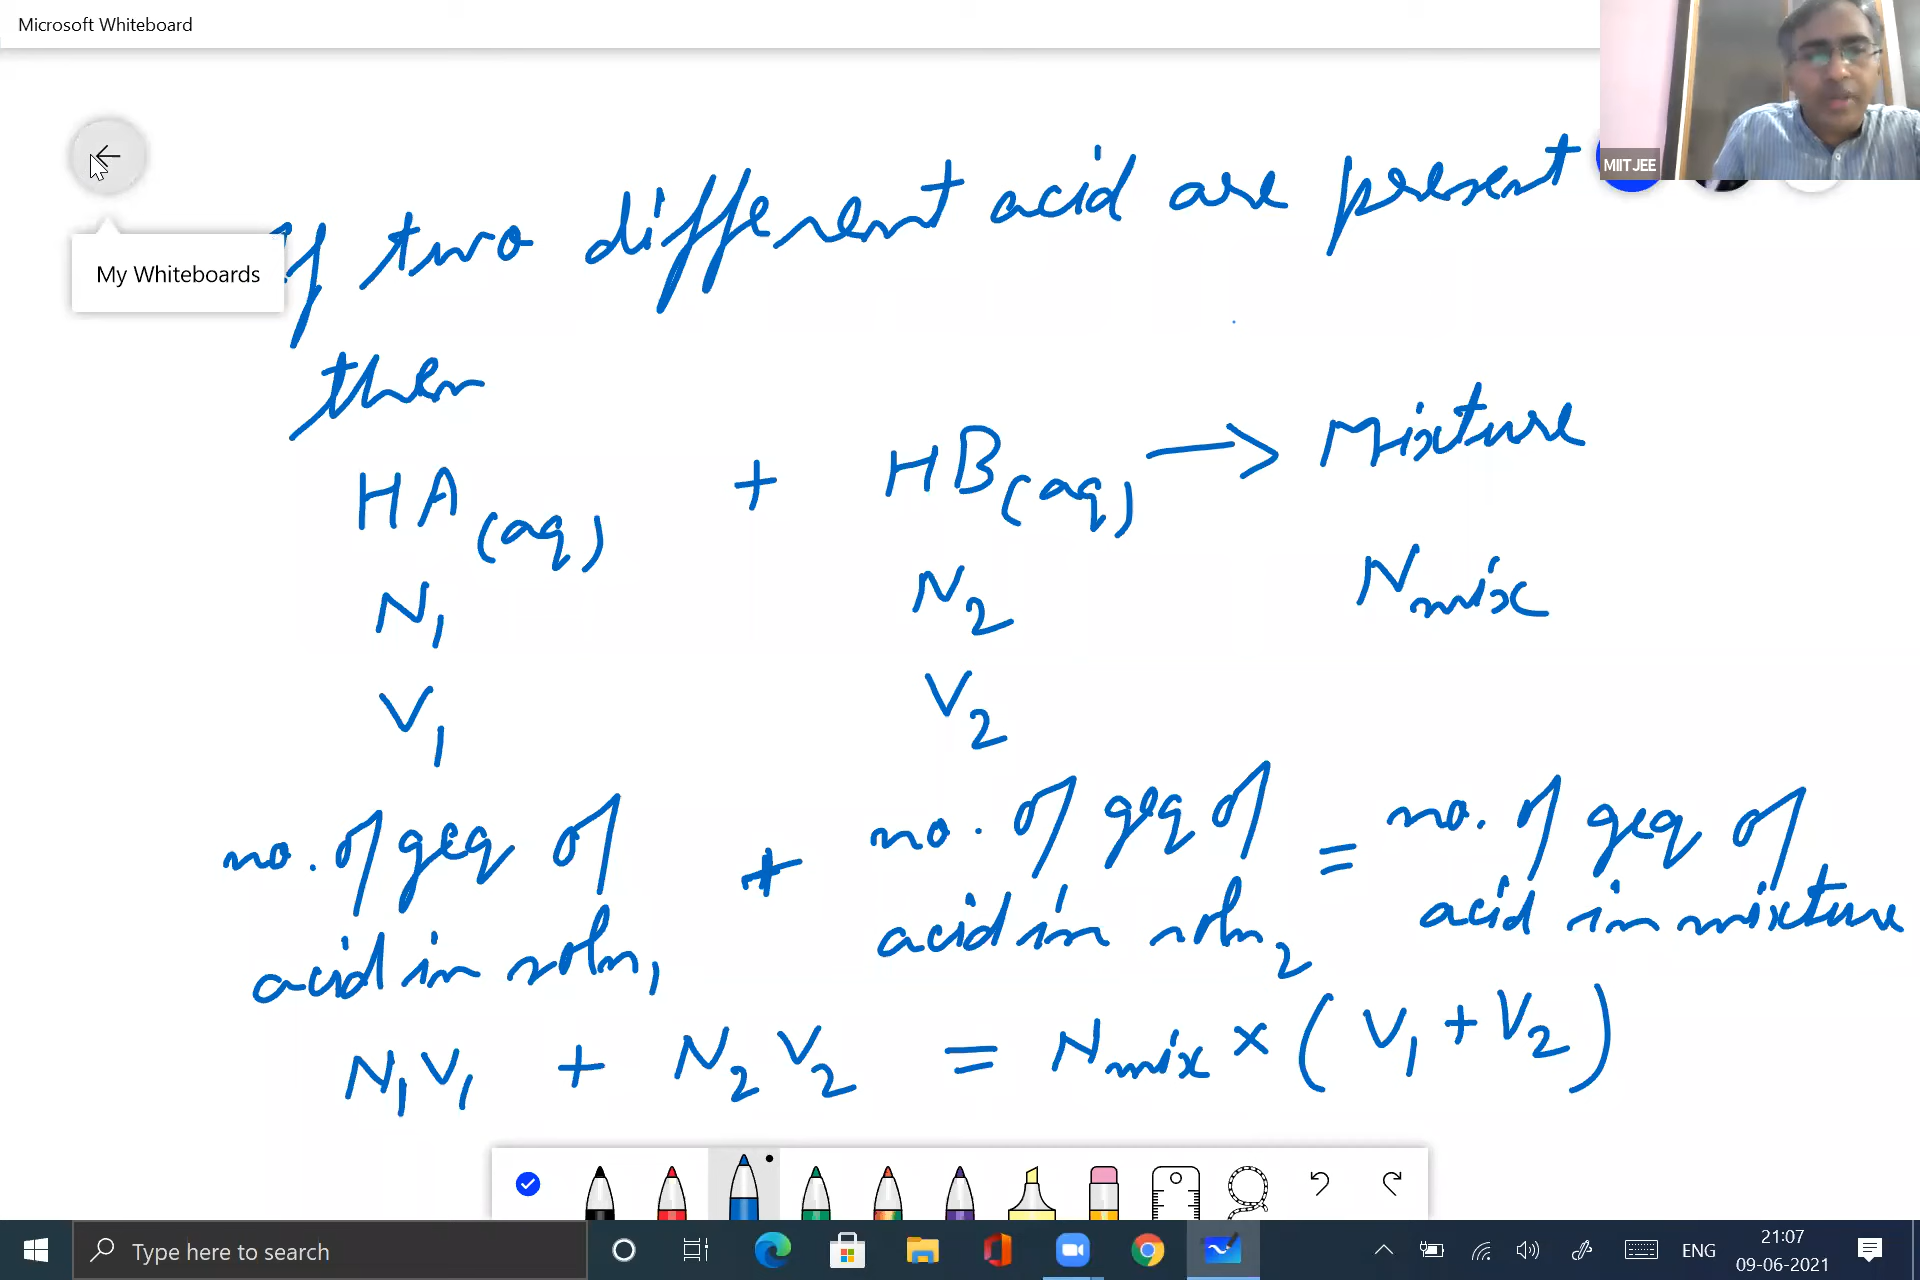 Microsoft Whiteboard
MIIT JEE
My Whiteboards
If two different acid are present
then
HA(aq) + HB(aq) → Mixture
N₁ N₂ Nmix
V₁ V₂
no. of geq of + no. of geq of = no. of geq of
acid in soln₁ acid in soln₂ acid in mixture
N₁V₁ + N₂V₂ = Nmix × (V₁ + V₂)
Type here to search
ENG
21:07
09-06-2021